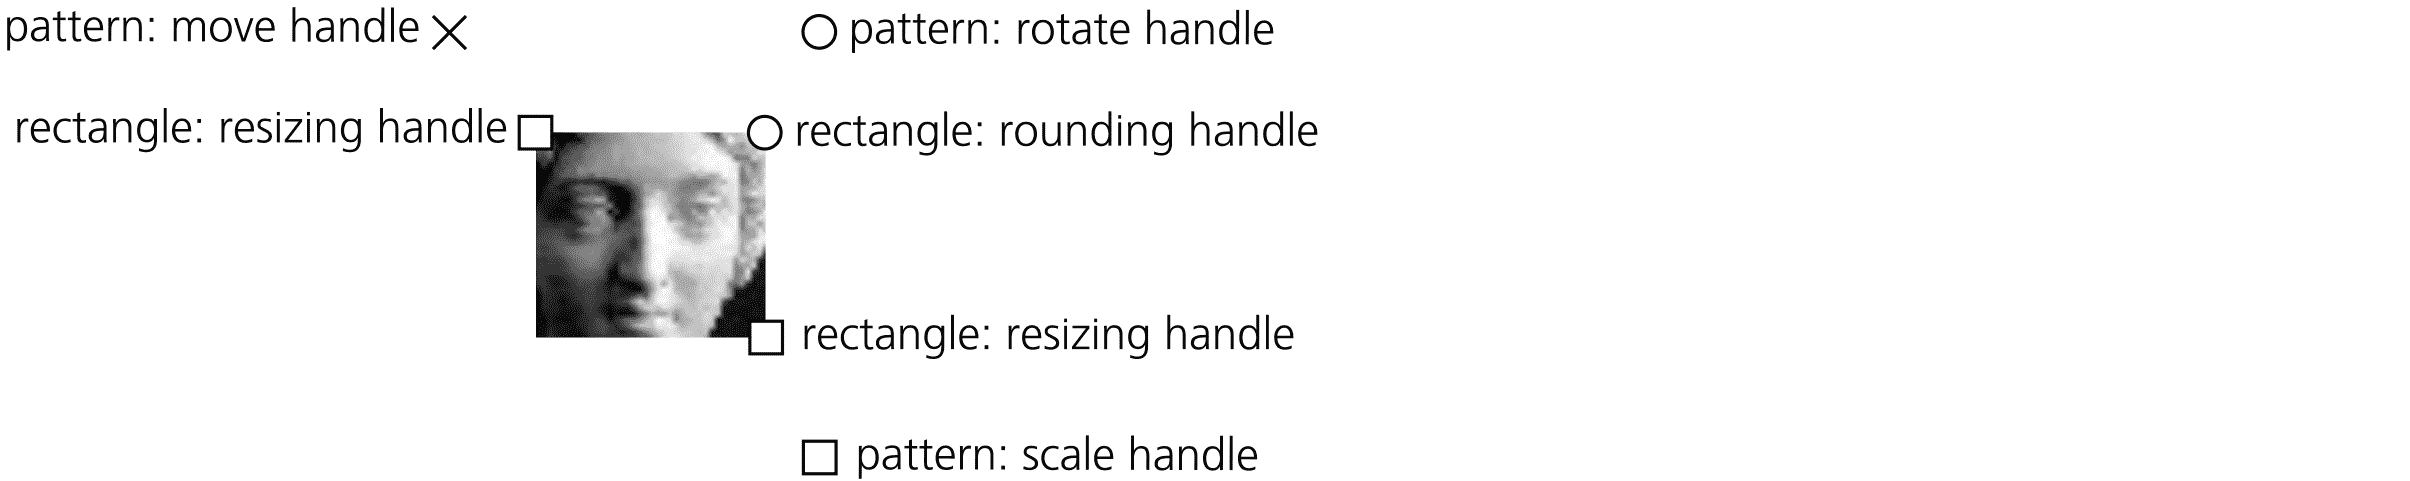 pattern: move handle
pattern: rotate handle
rectangle: resizing handle
rectangle: rounding handle
rectangle: resizing handle
pattern: scale handle